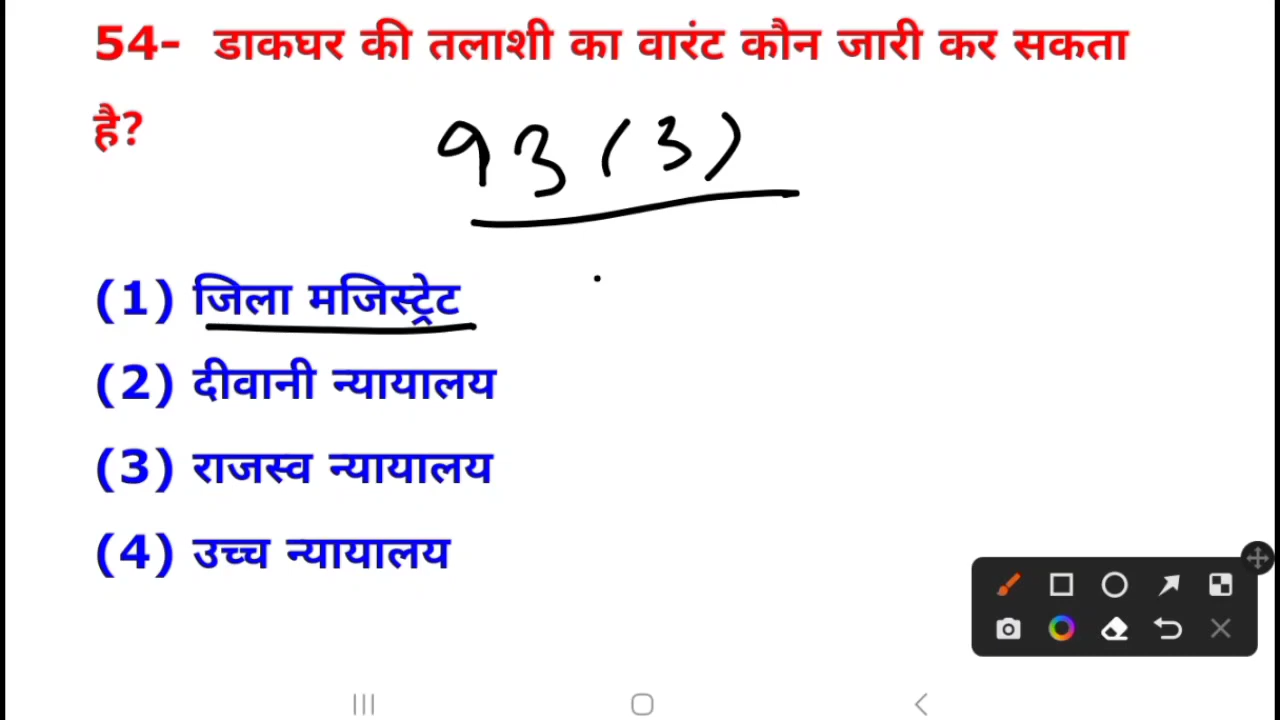 54- डाकघर की तलाशी का वारंट कौन जारी कर सकता
है?
93(3)
(1) जिला मजिस्ट्रेट
(2) दीवानी न्यायालय
(3) राजस्व न्यायालय
(4) उच्च न्यायालय